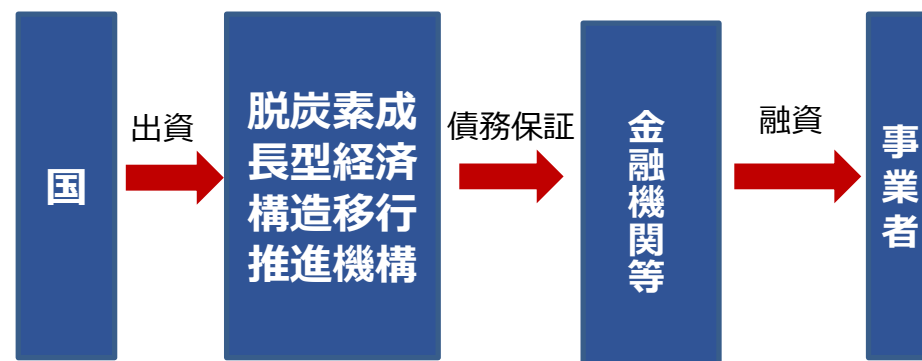 国
出資
脱炭素成
長型経済
構造移行
推進機構
債務保証
金融機関等
融資
事業者